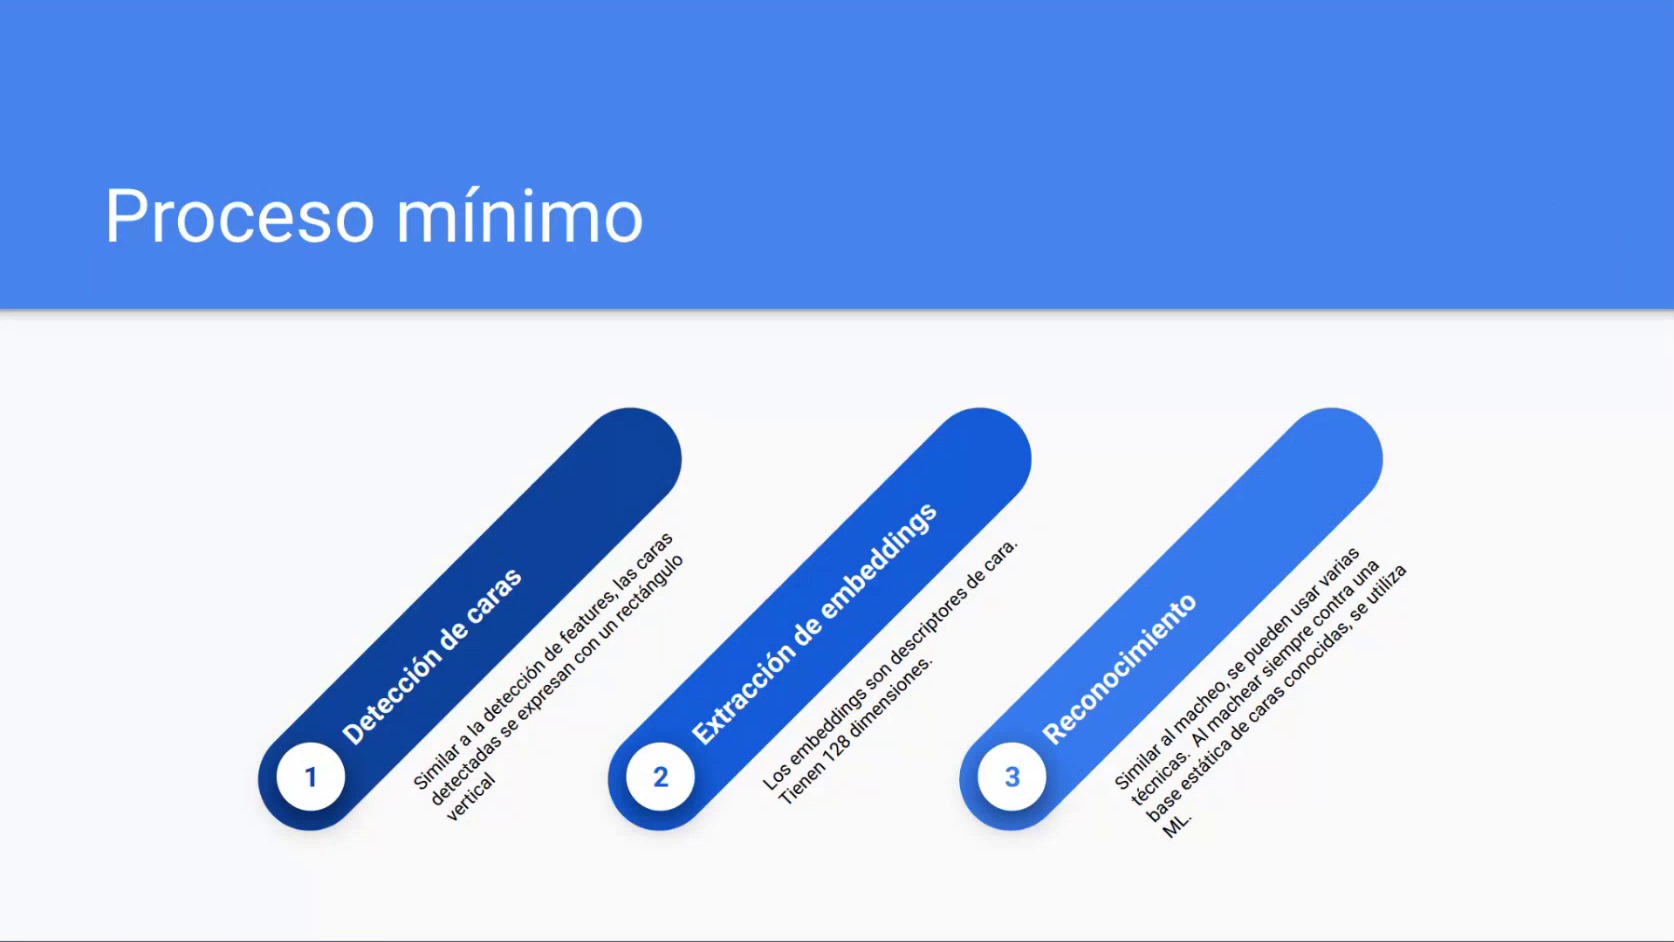 Proceso mínimo
1
Detección de caras
Similar a la detección de features, las caras
detectadas se expresan con un rectángulo
vertical
2
Extracción de embeddings
Los embeddings son descriptores de cara.
Tienen 128 dimensiones.
3
Reconocimiento
Similar al macheo, se pueden usar varias
técnicas. Al machear siempre contra una
base estática de caras conocidas, se utiliza
ML.